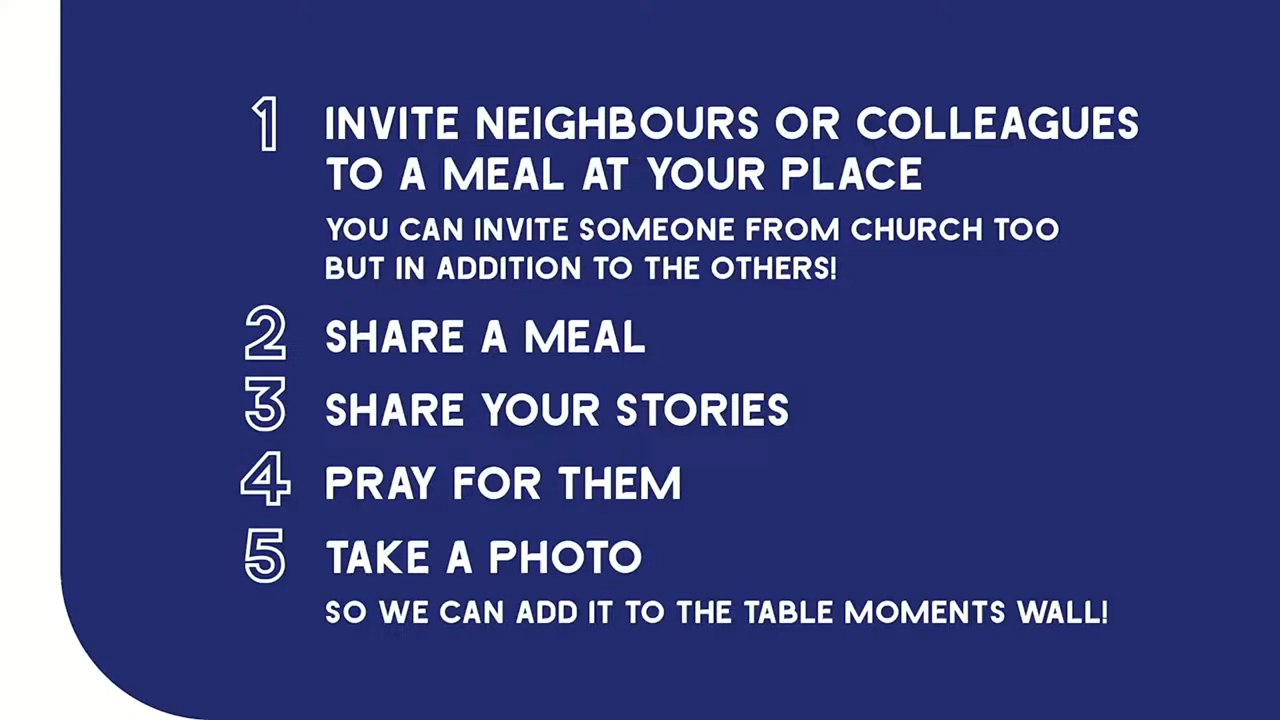 1 INVITE NEIGHBOURS OR COLLEAGUES
TO A MEAL AT YOUR PLACE
YOU CAN INVITE SOMEONE FROM CHURCH TOO
BUT IN ADDITION TO THE OTHERS!
2 SHARE A MEAL
3 SHARE YOUR STORIES
4 PRAY FOR THEM
5 TAKE A PHOTO
SO WE CAN ADD IT TO THE TABLE MOMENTS WALL!